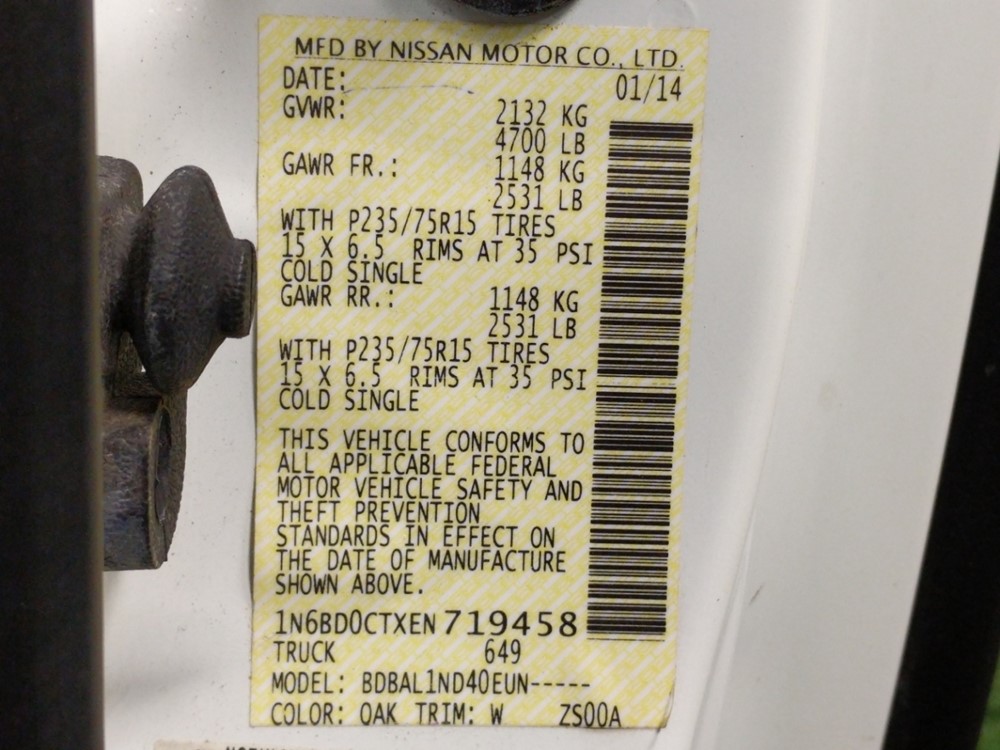 MFD BY NISSAN MOTOR CO., LTD.
DATE: 01/14
GVWR: 2132 KG
4700 LB
GAWR FR.: 1148 KG
2531 LB
WITH P235/75R15 TIRES
15 X 6.5 RIMS AT 35 PSI
COLD SINGLE
GAWR RR.: 1148 KG
2531 LB
WITH P235/75R15 TIRES
15 X 6.5 RIMS AT 35 PSI
COLD SINGLE
THIS VEHICLE CONFORMS TO
ALL APPLICABLE FEDERAL
MOTOR VEHICLE SAFETY AND
THEFT PREVENTION
STANDARDS IN EFFECT ON
THE DATE OF MANUFACTURE
SHOWN ABOVE.
1N6BD0CTXEN719458
TRUCK 649
MODEL: BDBAL1ND40EUN-----
COLOR: QAK TRIM: W ZS00A